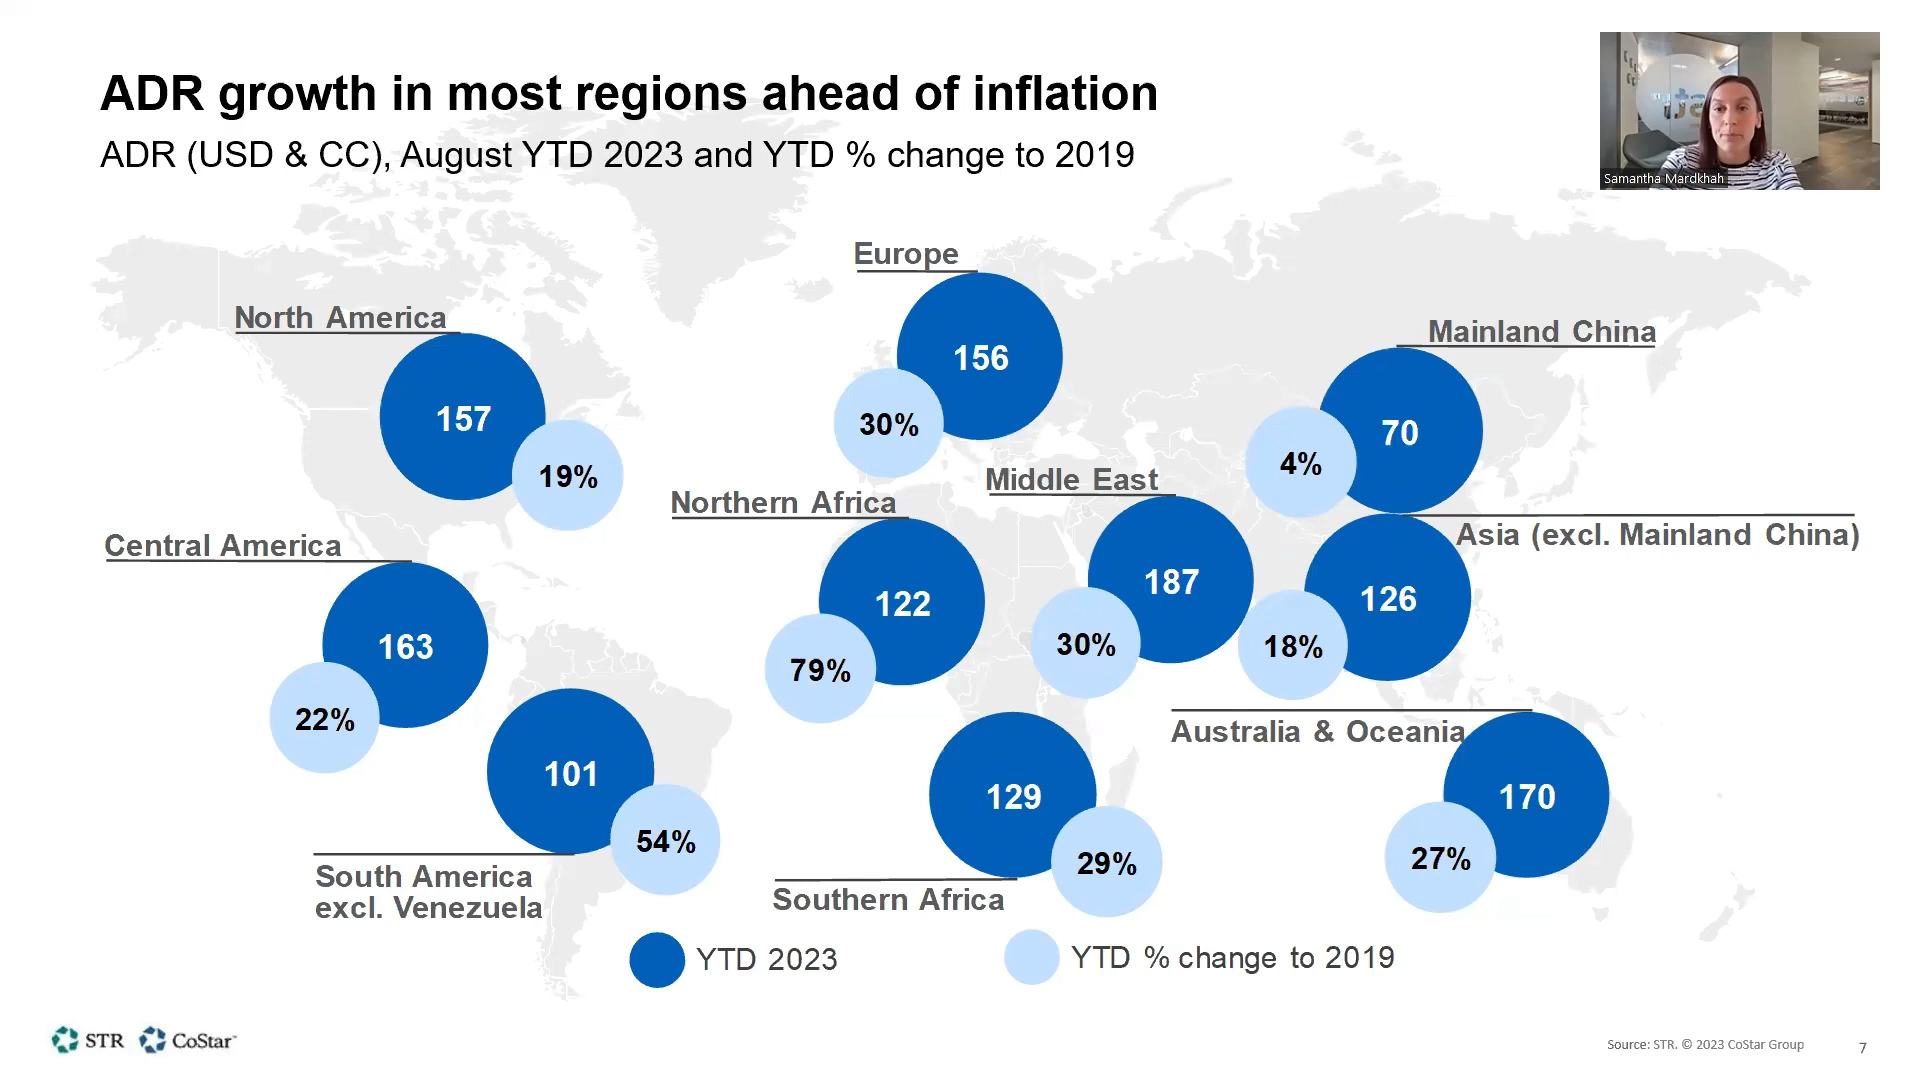 ADR growth in most regions ahead of inflation
ADR (USD & CC), August YTD 2023 and YTD % change to 2019
Samantha Mardkhah
Europe
156
30%
North America
157
19%
Mainland China
70
4%
Middle East
187
30%
Northern Africa
122
79%
Asia (excl. Mainland China)
126
18%
Central America
163
22%
101
54%
South America
excl. Venezuela
129
29%
Southern Africa
Australia & Oceania
170
27%
YTD 2023
YTD % change to 2019
STR
CoStar™
Source: STR. © 2023 CoStar Group
7